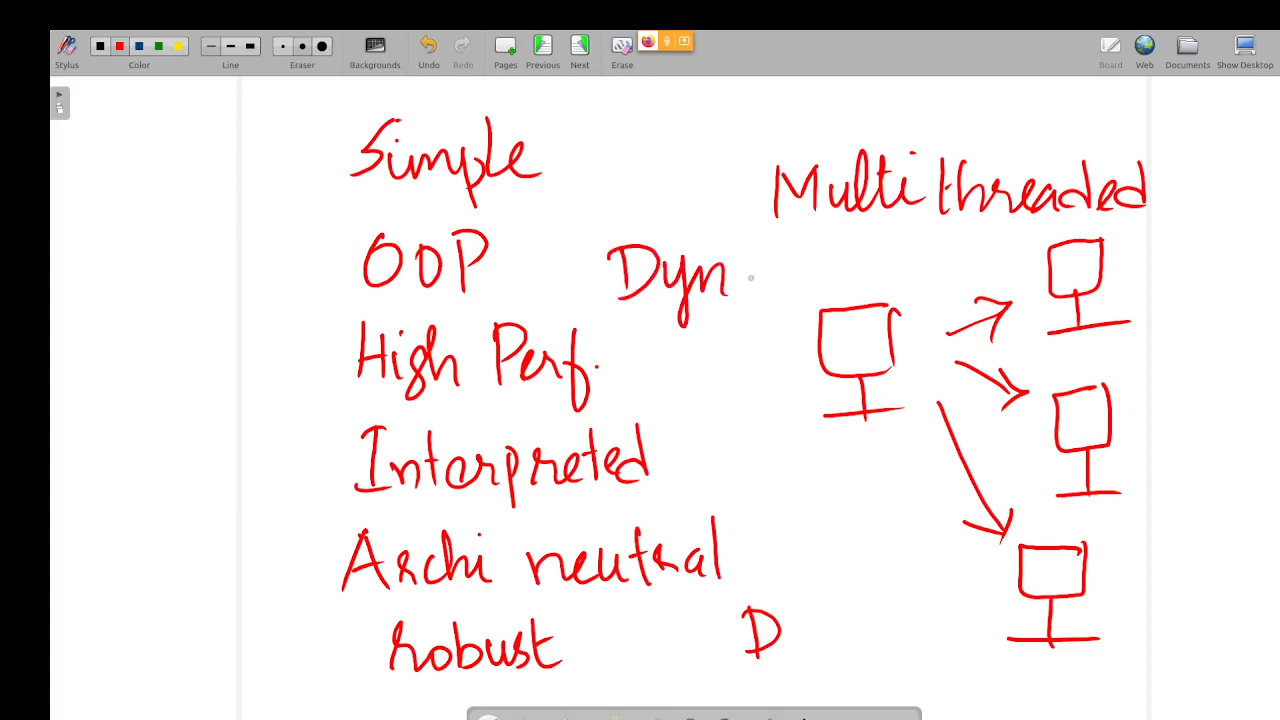 Stylus Color Line Eraser Backgrounds Undo Redo Pages Previous Next Erase Board Web Documents Show Desktop
Simple
Multithreaded
OOP
Dyn
High Perf.
Interpreted
Archi neutral
robust
D